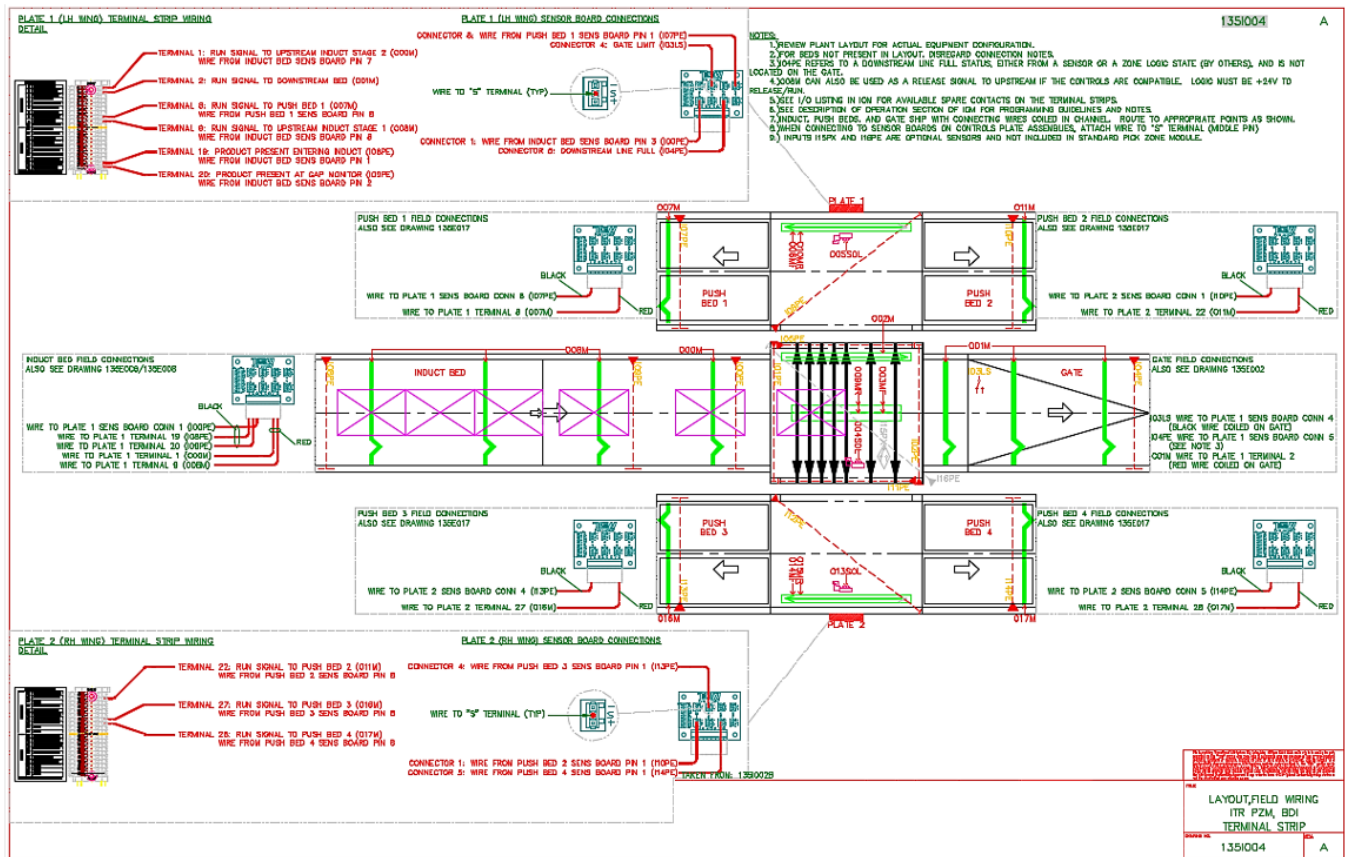 PLATE 1 (LH WING) TERMINAL STRIP WIRING
DETAIL
TERMINAL 1: RUN SIGNAL TO UPSTREAM INDUCT STAGE 2 (000M)
WIRE FROM INDUCT BED SENS BOARD PIN 7
TERMINAL 2: RUN SIGNAL TO DOWNSTREAM BED (001M)
TERMINAL 8: RUN SIGNAL TO PUSH BED 1 (007M)
WIRE FROM PUSH BED 1 SENS BOARD PIN 8
TERMINAL 9: RUN SIGNAL TO UPSTREAM INDUCT STAGE 1 (008M)
WIRE FROM INDUCT BED SENS BOARD PIN 8
TERMINAL 19: PRODUCT PRESENT ENTERING INDUCT (108PE)
WIRE FROM INDUCT BED SENS BOARD PIN 1
TERMINAL 20: PRODUCT PRESENT AT GAP MONITOR (109PE)
WIRE FROM INDUCT BED SENS BOARD PIN 2
PLATE 1 (LH WING) SENSOR BOARD CONNECTIONS
CONNECTOR 8: WIRE FROM PUSH BED 1 SENS BOARD PIN 1 (107PE)
CONNECTOR 4: GATE LIMIT (103LS)
WIRE TO "S" TERMINAL (TYP)
CONNECTOR 1: WIRE FROM INDUCT BED SENS BOARD PIN 3 (100PE)
CONNECTOR 5: DOWNSTREAM LINE FULL (104PE)
135I004 A
NOTES:
1.) REVIEW PLANT LAYOUT FOR ACTUAL EQUIPMENT CONFIGURATION.
2.) FOR BEDS NOT PRESENT IN LAYOUT, DISREGARD CONNECTION NOTES.
3.) 104PE REFERS TO A DOWNSTREAM LINE FULL STATUS, EITHER FROM A SENSOR OR A ZONE LOGIC STATE (BY OTHERS), AND IS NOT
LOCATED ON THE GATE.
4.) 008M CAN ALSO BE USED AS A RELEASE SIGNAL TO UPSTREAM IF THE CONTROLS ARE COMPATIBLE. LOGIC MUST BE +24V TO
RELEASE/RUN.
5.) SEE I/O LISTING IN IOM FOR AVAILABLE SPARE CONTACTS ON THE TERMINAL STRIPS.
6.) SEE DESCRIPTION OF OPERATION SECTION OF IOM FOR PROGRAMMING GUIDELINES AND NOTES.
7.) INDUCT, PUSH BEDS, AND GATE SHIP WITH CONNECTING WIRES COILED IN CHANNEL. ROUTE TO APPROPRIATE POINTS AS SHOWN.
8.) WHEN CONNECTING TO SENSOR BOARDS ON CONTROLS PLATE ASSEMBLIES, ATTACH WIRE TO "S" TERMINAL (MIDDLE PIN)
9.) INPUTS I15PX AND I16PE ARE OPTIONAL SENSORS AND NOT INCLUDED IN STANDARD PICK ZONE MODULE.
PLATE 1
PUSH BED 1 FIELD CONNECTIONS
ALSO SEE DRAWING 135E017
BLACK
WIRE TO PLATE 1 SENS BOARD CONN 8 (107PE)
WIRE TO PLATE 1 TERMINAL 8 (007M)
RED
007M
011M
005SOL
PUSH
BED 1
PUSH
BED 2
002M
PUSH BED 2 FIELD CONNECTIONS
ALSO SEE DRAWING 135E017
BLACK
WIRE TO PLATE 2 SENS BOARD CONN 1 (110PE)
WIRE TO PLATE 2 TERMINAL 22 (011M)
RED
INDUCT BED FIELD CONNECTIONS
ALSO SEE DRAWING 135E006/135E008
BLACK
WIRE TO PLATE 1 SENS BOARD CONN 1 (100PE)
WIRE TO PLATE 1 TERMINAL 19 (108PE)
WIRE TO PLATE 1 TERMINAL 20 (109PE)
WIRE TO PLATE 1 TERMINAL 1 (000M)
WIRE TO PLATE 1 TERMINAL 9 (008M)
RED
008M
000M
INDUCT BED
001M
103LS
GATE
004SOL
I16PE
GATE FIELD CONNECTIONS
ALSO SEE DRAWING 135E002
103LS WIRE TO PLATE 1 SENS BOARD CONN 4
(BLACK WIRE COILED ON GATE)
104PE WIRE TO PLATE 1 SENS BOARD CONN 5
(SEE NOTE 3)
001M WIRE TO PLATE 1 TERMINAL 2
(RED WIRE COILED ON GATE)
PUSH BED 3 FIELD CONNECTIONS
ALSO SEE DRAWING 135E017
BLACK
WIRE TO PLATE 2 SENS BOARD CONN 4 (113PE)
WIRE TO PLATE 2 TERMINAL 27 (016M)
RED
PUSH
BED 3
PUSH
BED 4
013SOL
016M
PLATE 2
017M
PUSH BED 4 FIELD CONNECTIONS
ALSO SEE DRAWING 135E017
BLACK
WIRE TO PLATE 2 SENS BOARD CONN 5 (114PE)
WIRE TO PLATE 2 TERMINAL 28 (017M)
RED
PLATE 2 (RH WING) TERMINAL STRIP WIRING
DETAIL
TERMINAL 22: RUN SIGNAL TO PUSH BED 2 (011M)
WIRE FROM PUSH BED 2 SENS BOARD PIN 8
TERMINAL 27: RUN SIGNAL TO PUSH BED 3 (016M)
WIRE FROM PUSH BED 3 SENS BOARD PIN 8
TERMINAL 28: RUN SIGNAL TO PUSH BED 4 (017M)
WIRE FROM PUSH BED 4 SENS BOARD PIN 8
PLATE 2 (RH WING) SENSOR BOARD CONNECTIONS
CONNECTOR 4: WIRE FROM PUSH BED 3 SENS BOARD PIN 1 (113PE)
WIRE TO "S" TERMINAL (TYP)
CONNECTOR 1: WIRE FROM PUSH BED 2 SENS BOARD PIN 1 (110PE)
CONNECTOR 5: WIRE FROM PUSH BED 4 SENS BOARD PIN 1 (114PE)
TAKEN FROM: 135I002B
LAYOUT,FIELD WIRING
ITR PZM, BDI
TERMINAL STRIP
135I004 A